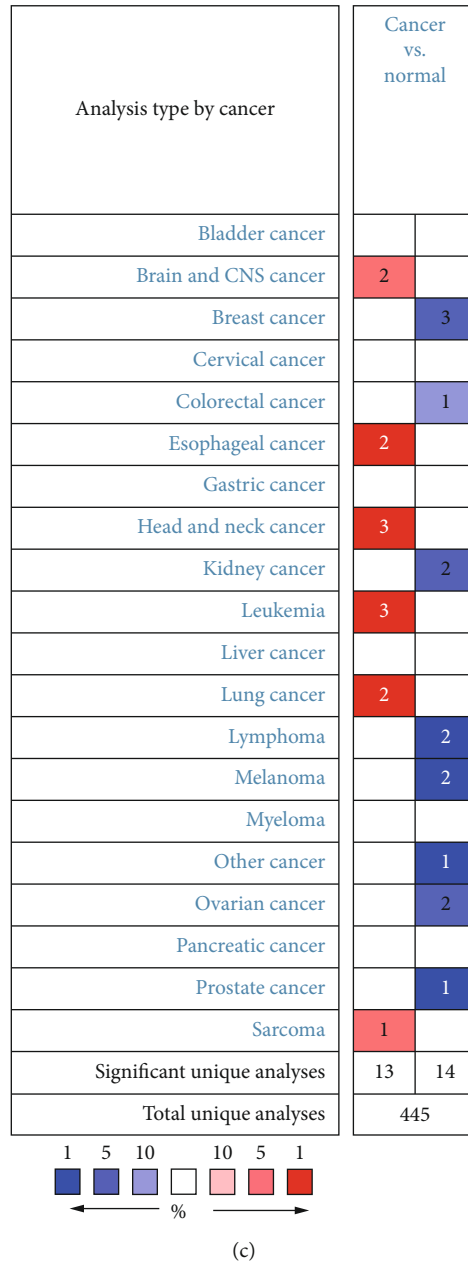 Analysis type by cancer
Cancer
vs.
normal
Bladder cancer
Brain and CNS cancer 2
Breast cancer 3
Cervical cancer
Colorectal cancer 1
Esophageal cancer 2
Gastric cancer
Head and neck cancer 3
Kidney cancer 2
Leukemia 3
Liver cancer
Lung cancer 2
Lymphoma 2
Melanoma 2
Myeloma
Other cancer 1
Ovarian cancer 2
Pancreatic cancer
Prostate cancer 1
Sarcoma 1
Significant unique analyses 13 14
Total unique analyses 445
1 5 10 10 5 1
%
(c)